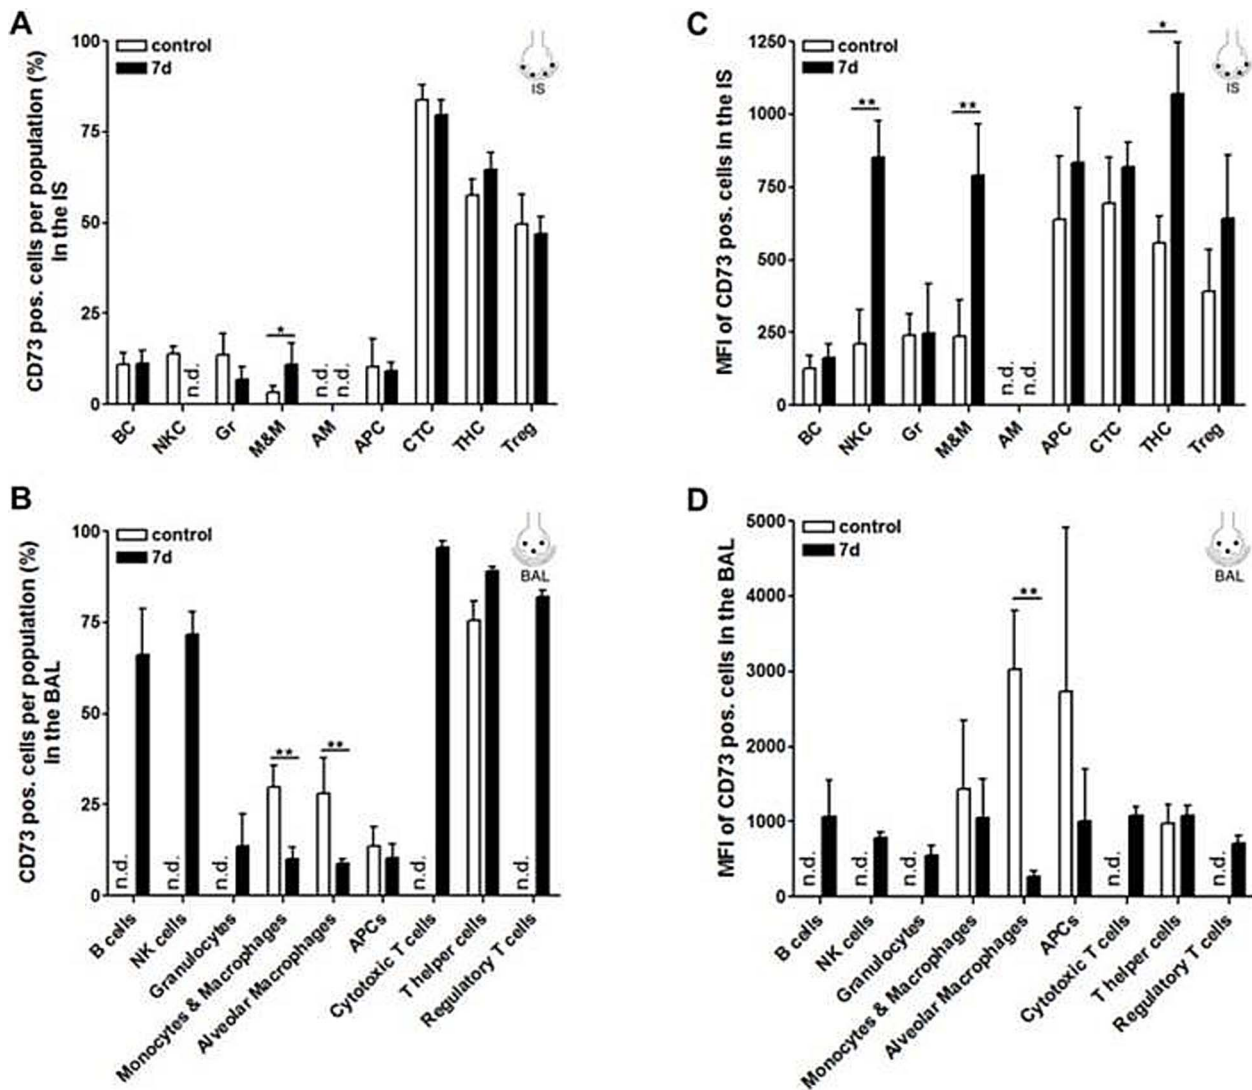 A
CD73 pos. cells per population (%)
In the IS
100
75
50
25
0
control
7d
IS
*
n.d.
n.d.
n.d.
BC
NKC
Gr
M&M
AM
APC
CTC
THC
Treg
C
MFI of CD73 pos. cells in the IS
1250
1000
750
500
250
0
control
7d
IS
**
**
*
n.d.
n.d.
BC
NKC
Gr
M&M
AM
APC
CTC
THC
Treg
B
CD73 pos. cells per population (%)
In the BAL
100
75
50
25
0
control
7d
BAL
**
**
n.d.
n.d.
n.d.
n.d.
n.d.
B cells
NK cells
Granulocytes
Monocytes & Macrophages
Alveolar Macrophages
APCs
Cytotoxic T cells
T helper cells
Regulatory T cells
D
MFI of CD73 pos. cells in the BAL
5000
4000
3000
2000
1000
0
control
7d
BAL
**
n.d.
n.d.
n.d.
n.d.
n.d.
B cells
NK cells
Granulocytes
Monocytes & Macrophages
Alveolar Macrophages
APCs
Cytotoxic T cells
T helper cells
Regulatory T cells